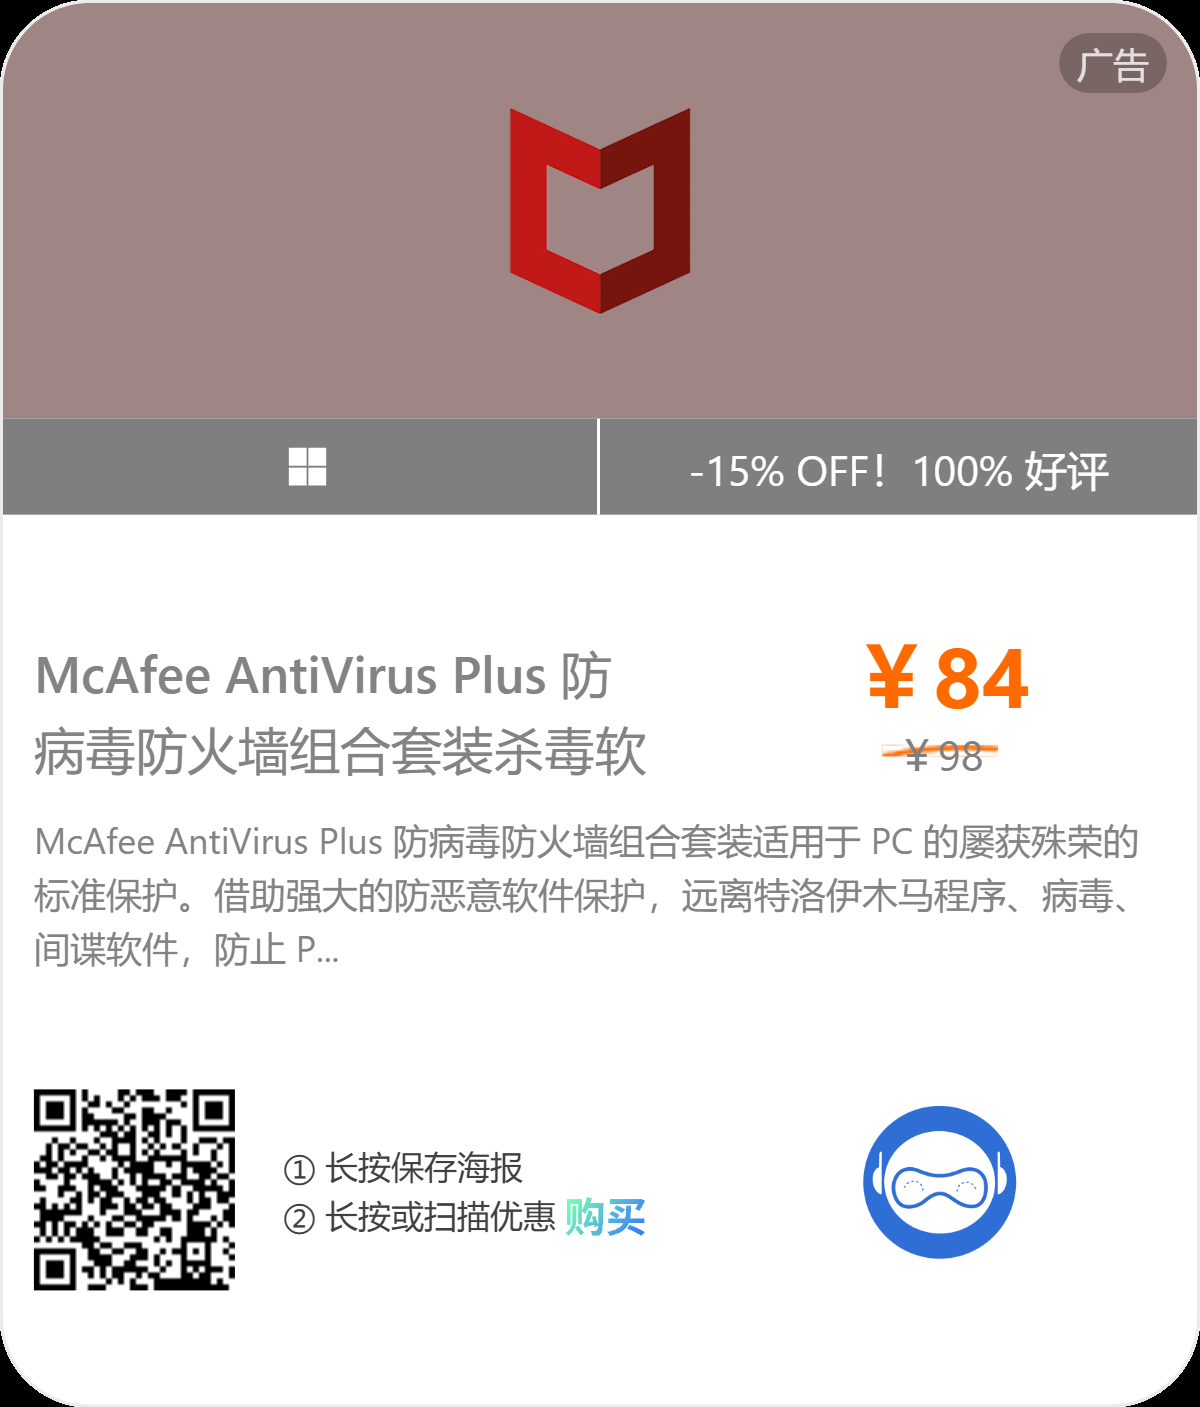 广告
-15% OFF！100% 好评
McAfee AntiVirus Plus 防
病毒防火墙组合套装杀毒软
¥ 84
¥ 98
McAfee AntiVirus Plus 防病毒防火墙组合套装适用于 PC 的屡获殊荣的
标准保护。借助强大的防恶意软件保护，远离特洛伊木马程序、病毒、
间谍软件，防止 P...
① 长按保存海报
② 长按或扫描优惠 购买